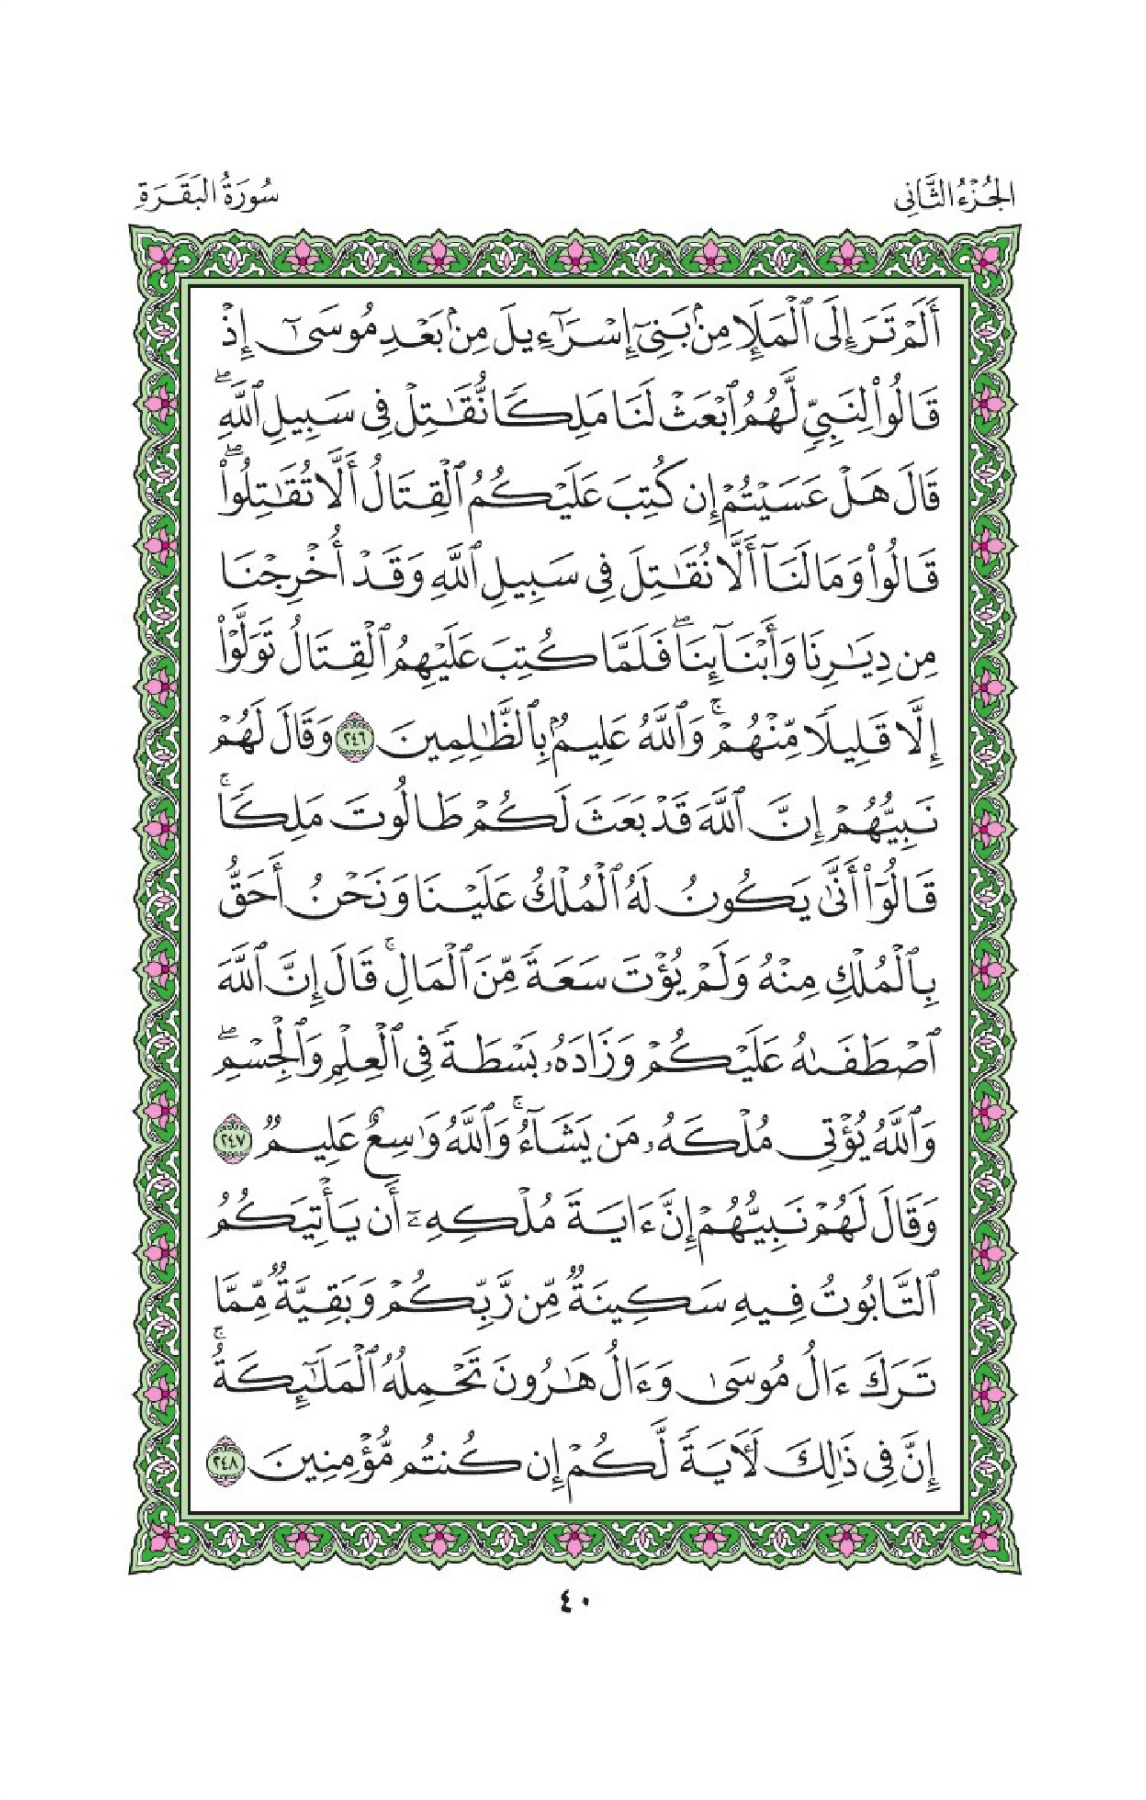 الجُزْءُ الثَّانِى
سُورَةُ البَقَرَةِ
أَلَمْ تَرَ إِلَى ٱلْمَلَإِ مِنۢ بَنِىٓ إِسْرَٰٓءِيلَ مِنۢ بَعْدِ مُوسَىٰٓ إِذْ
قَالُوا۟ لِنَبِىٍّ لَّهُمُ ٱبْعَثْ لَنَا مَلِكًا نُّقَٰتِلْ فِى سَبِيلِ ٱللَّهِ ۖ
قَالَ هَلْ عَسَيْتُمْ إِن كُتِبَ عَلَيْكُمُ ٱلْقِتَالُ أَلَّا تُقَٰتِلُوا۟ ۖ
قَالُوا۟ وَمَا لَنَآ أَلَّا نُقَٰتِلَ فِى سَبِيلِ ٱللَّهِ وَقَدْ أُخْرِجْنَا
مِن دِيَٰرِنَا وَأَبْنَآئِنَا ۖ فَلَمَّا كُتِبَ عَلَيْهِمُ ٱلْقِتَالُ تَوَلَّوْا۟
إِلَّا قَلِيلًا مِّنْهُمْ ۗ وَٱللَّهُ عَلِيمٌۢ بِٱلظَّٰلِمِينَ ٢٤٦ وَقَالَ لَهُمْ
نَبِيُّهُمْ إِنَّ ٱللَّهَ قَدْ بَعَثَ لَكُمْ طَالُوتَ مَلِكًا ۚ
قَالُوٓا۟ أَنَّىٰ يَكُونُ لَهُ ٱلْمُلْكُ عَلَيْنَا وَنَحْنُ أَحَقُّ
بِٱلْمُلْكِ مِنْهُ وَلَمْ يُؤْتَ سَعَةً مِّنَ ٱلْمَالِ ۚ قَالَ إِنَّ ٱللَّهَ
ٱصْطَفَىٰهُ عَلَيْكُمْ وَزَادَهُۥ بَسْطَةً فِى ٱلْعِلْمِ وَٱلْجِسْمِ ۖ
وَٱللَّهُ يُؤْتِى مُلْكَهُۥ مَن يَشَآءُ ۚ وَٱللَّهُ وَٰسِعٌ عَلِيمٌ ٢٤٧
وَقَالَ لَهُمْ نَبِيُّهُمْ إِنَّ ءَايَةَ مُلْكِهِۦٓ أَن يَأْتِيَكُمُ
ٱلتَّابُوتُ فِيهِ سَكِينَةٌ مِّن رَّبِّكُمْ وَبَقِيَّةٌ مِّمَّا
تَرَكَ ءَالُ مُوسَىٰ وَءَالُ هَٰرُونَ تَحْمِلُهُ ٱلْمَلَٰٓئِكَةُ ۚ
إِنَّ فِى ذَٰلِكَ لَءَايَةً لَّكُمْ إِن كُنتُم مُّؤْمِنِينَ ٢٤٨
٤٠